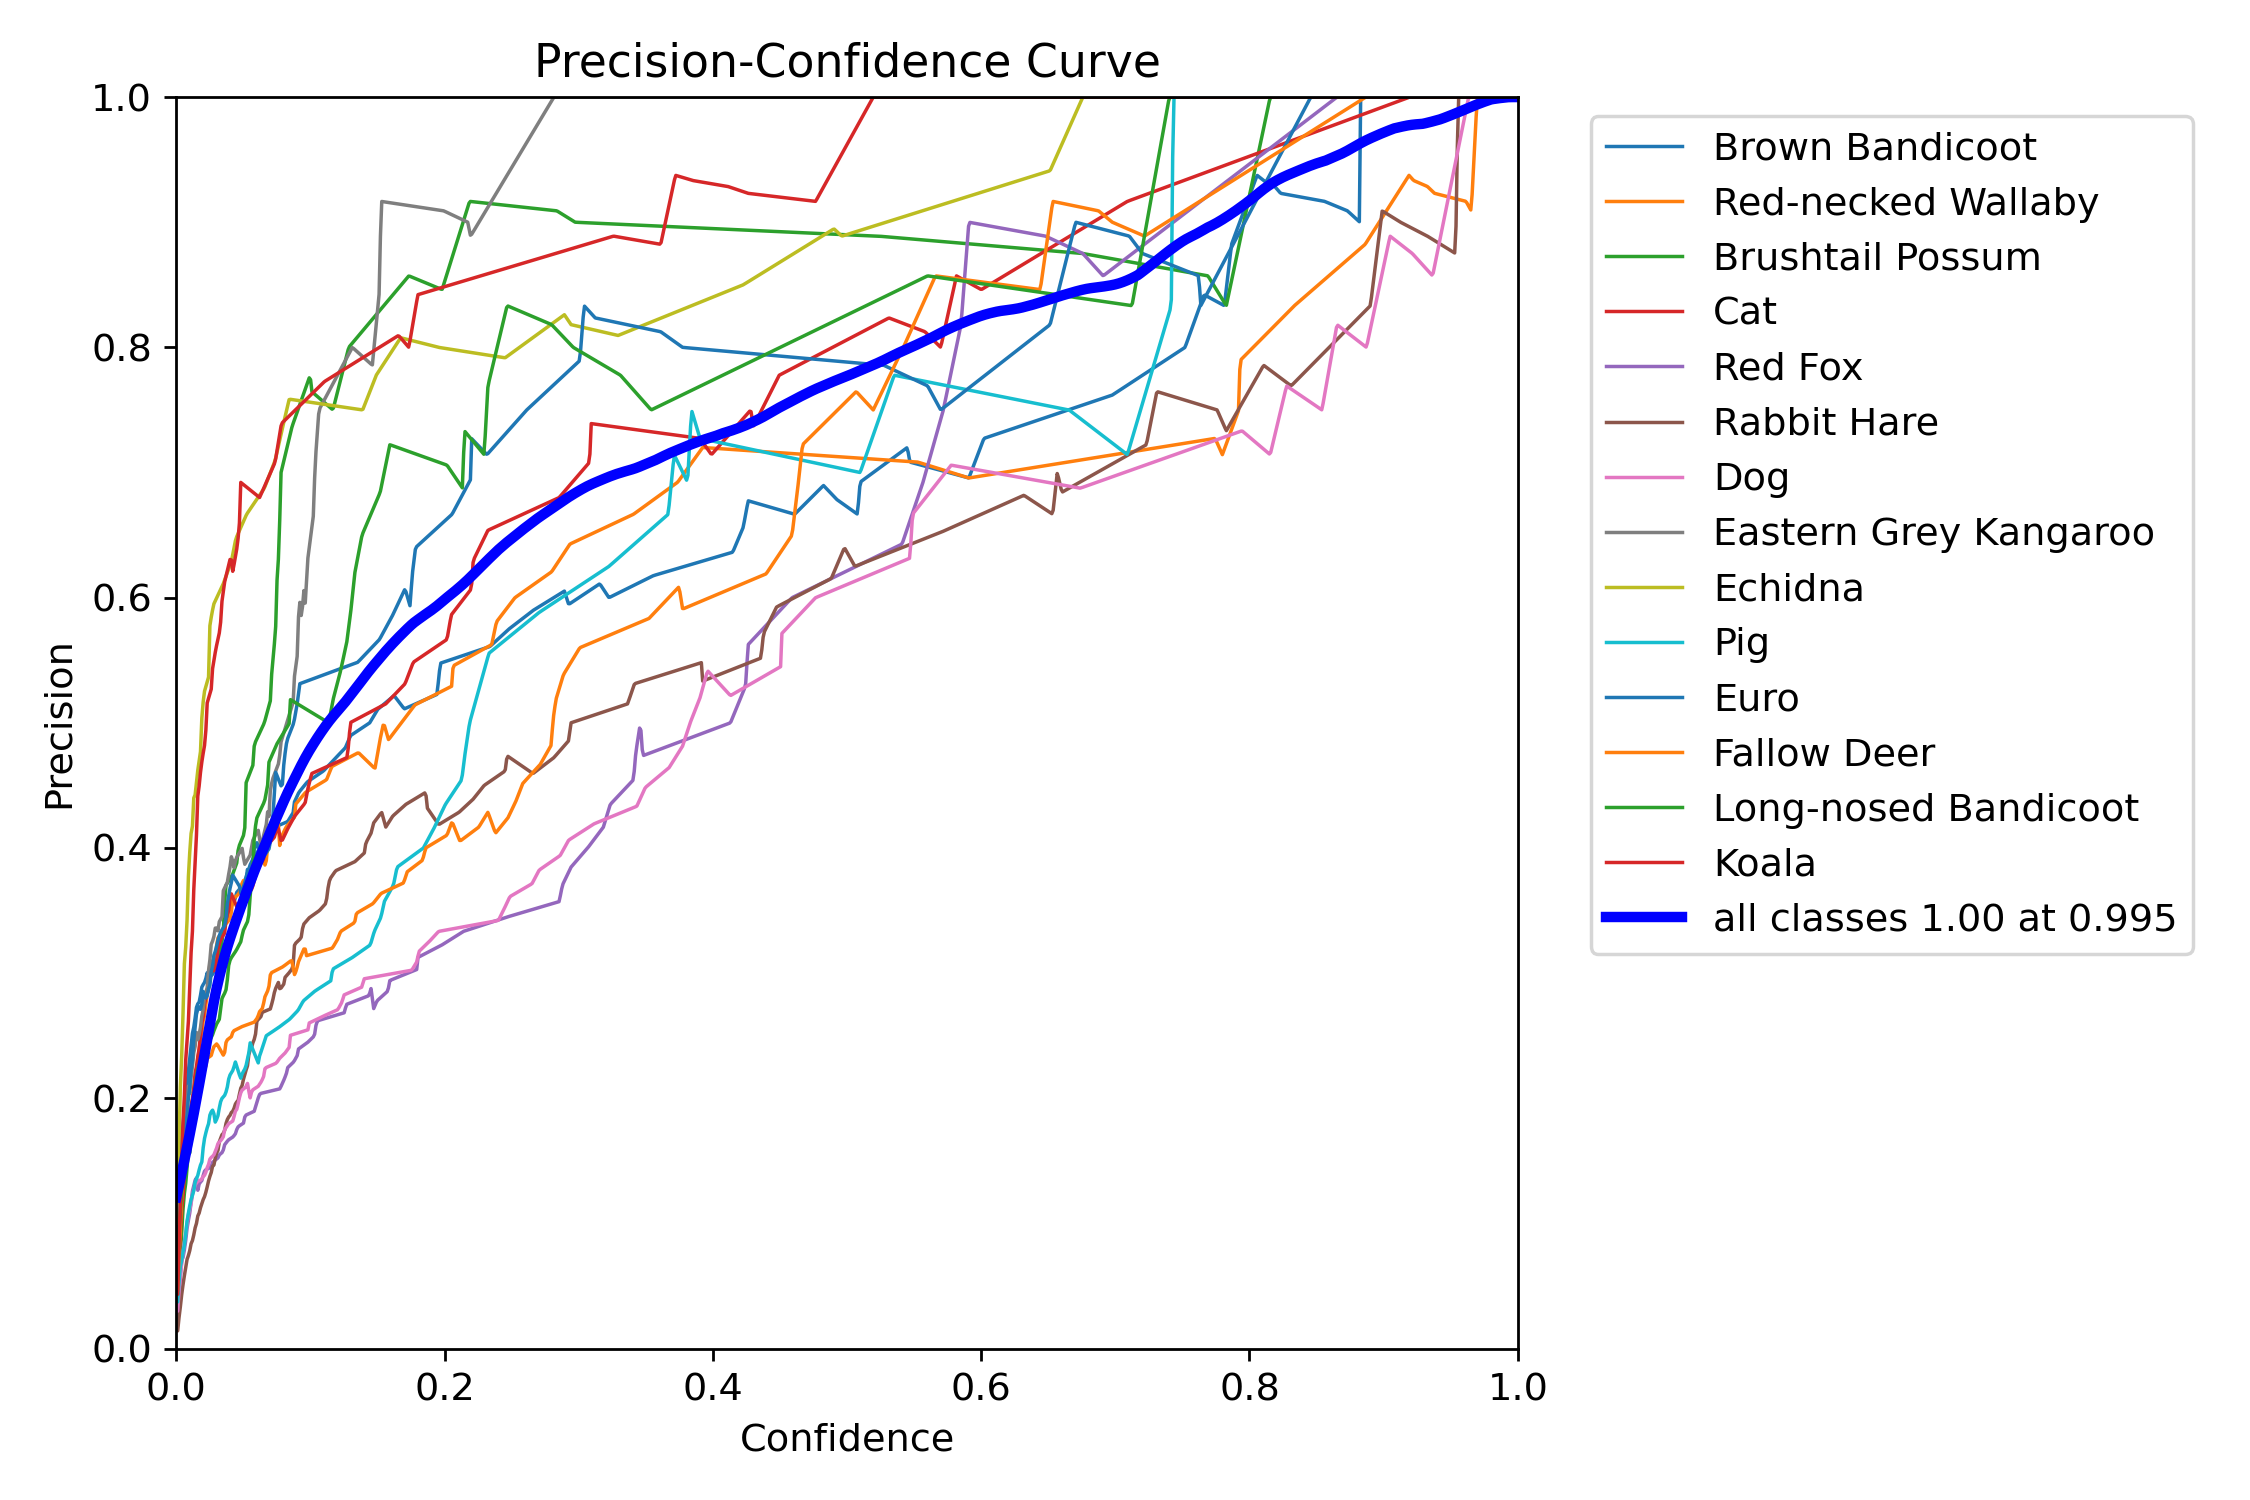 Precision-Confidence Curve
1.0
0.8
0.6
0.4
0.2
0.0
Precision
0.0 0.2 0.4 0.6 0.8 1.0
Confidence
Brown Bandicoot
Red-necked Wallaby
Brushtail Possum
Cat
Red Fox
Rabbit Hare
Dog
Eastern Grey Kangaroo
Echidna
Pig
Euro
Fallow Deer
Long-nosed Bandicoot
Koala
all classes 1.00 at 0.995